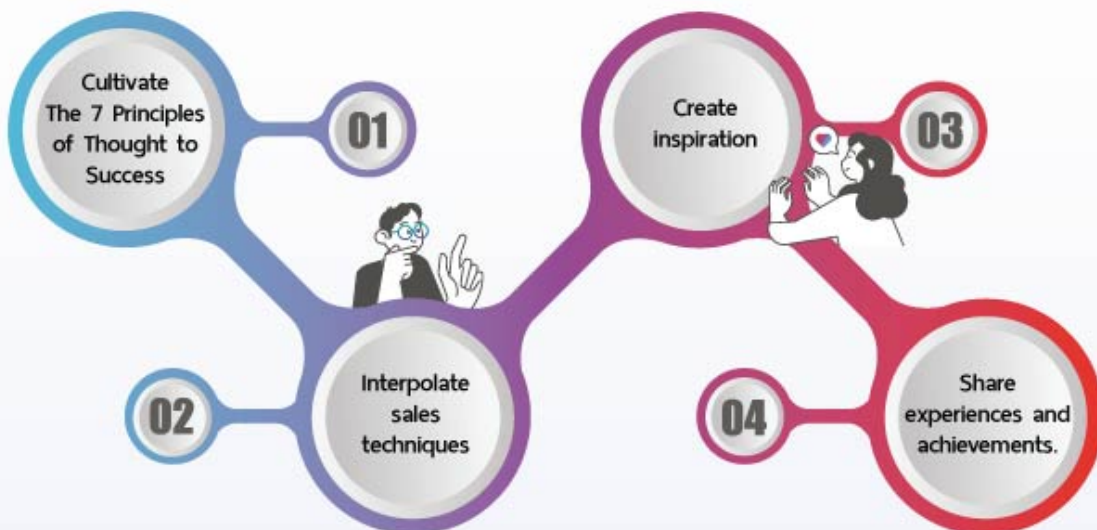 Cultivate
The 7 Principles
of Thought to
Success
01
02
Interpolate
sales
techniques
Create
inspiration
03
04
Share
experiences and
achievements.